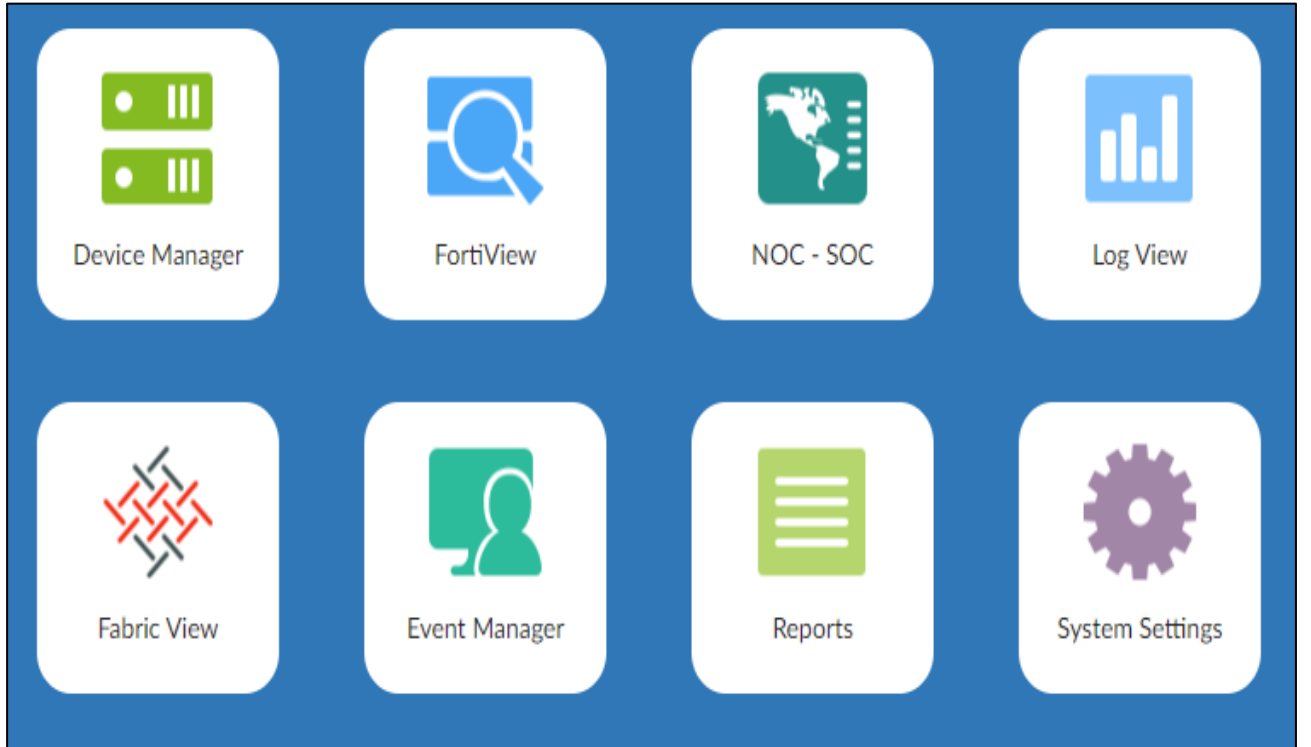 Device Manager
FortiView
NOC - SOC
Log View
Fabric View
Event Manager
Reports
System Settings